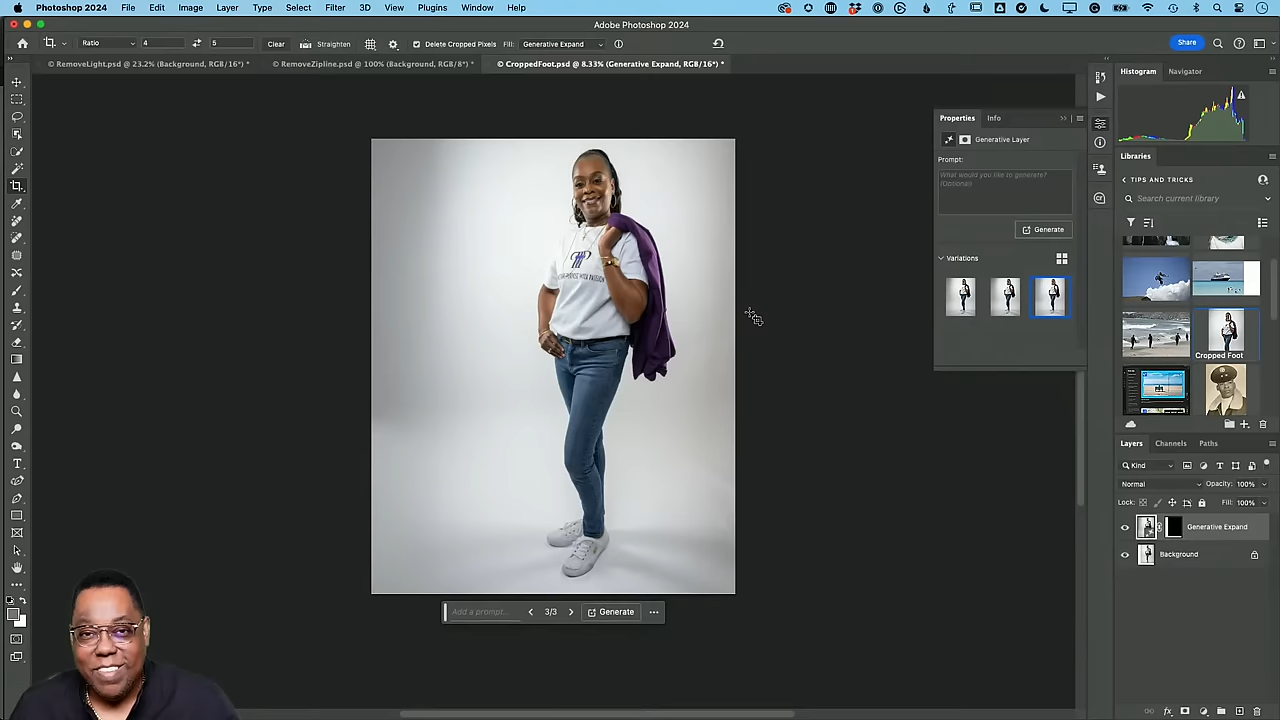 Photoshop 2024 File Edit Image Layer Type Select Filter 3D View Plugins Window Help
Adobe Photoshop 2024
Ratio 4 5 Clear Straighten Delete Cropped Pixels Fill: Generative Expand Share
© RemoveLight.psd @ 23.2% (Background, RGB/16*) * © RemoveZipline.psd @ 100% (Background, RGB/8*) * © CroppedFoot.psd @ 8.33% (Generative Expand, RGB/16*) *
Histogram Navigator
Properties Info
Generative Layer
Prompt:
What would you like to generate?
(Optional)
Generate
Variations
Libraries
TIPS AND TRICKS
Search current library
Cropped Foot
Layers Channels Paths
Kind
Normal Opacity: 100%
Lock: Fill: 100%
Generative Expand
Background
Add a prompt... 3/3 Generate